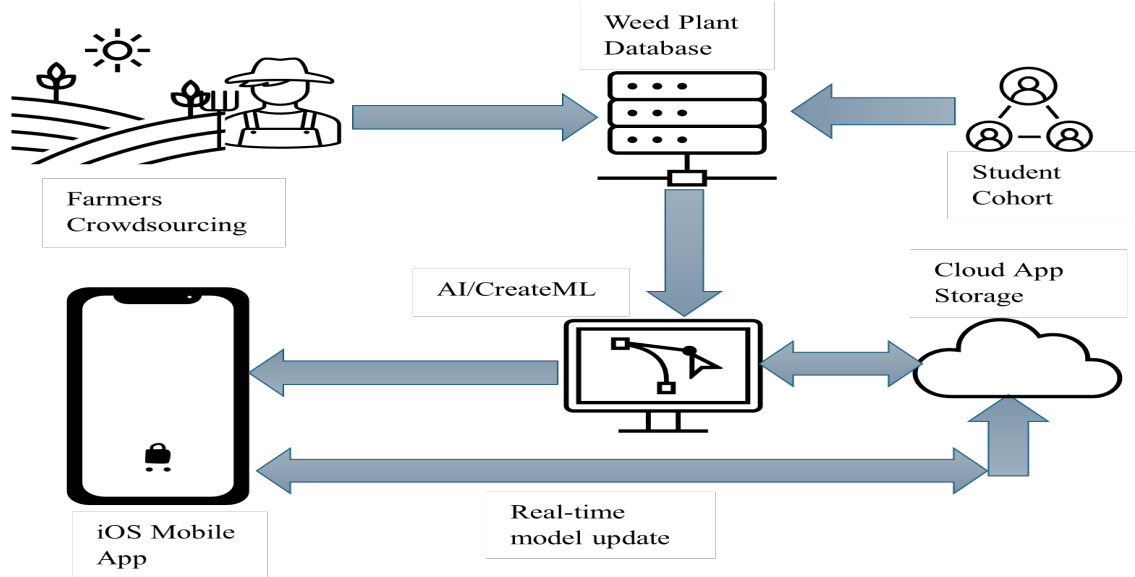 Weed Plant
Database
Farmers
Crowdsourcing
Student
Cohort
AI/CreateML
Cloud App
Storage
Real-time
model update
iOS Mobile
App